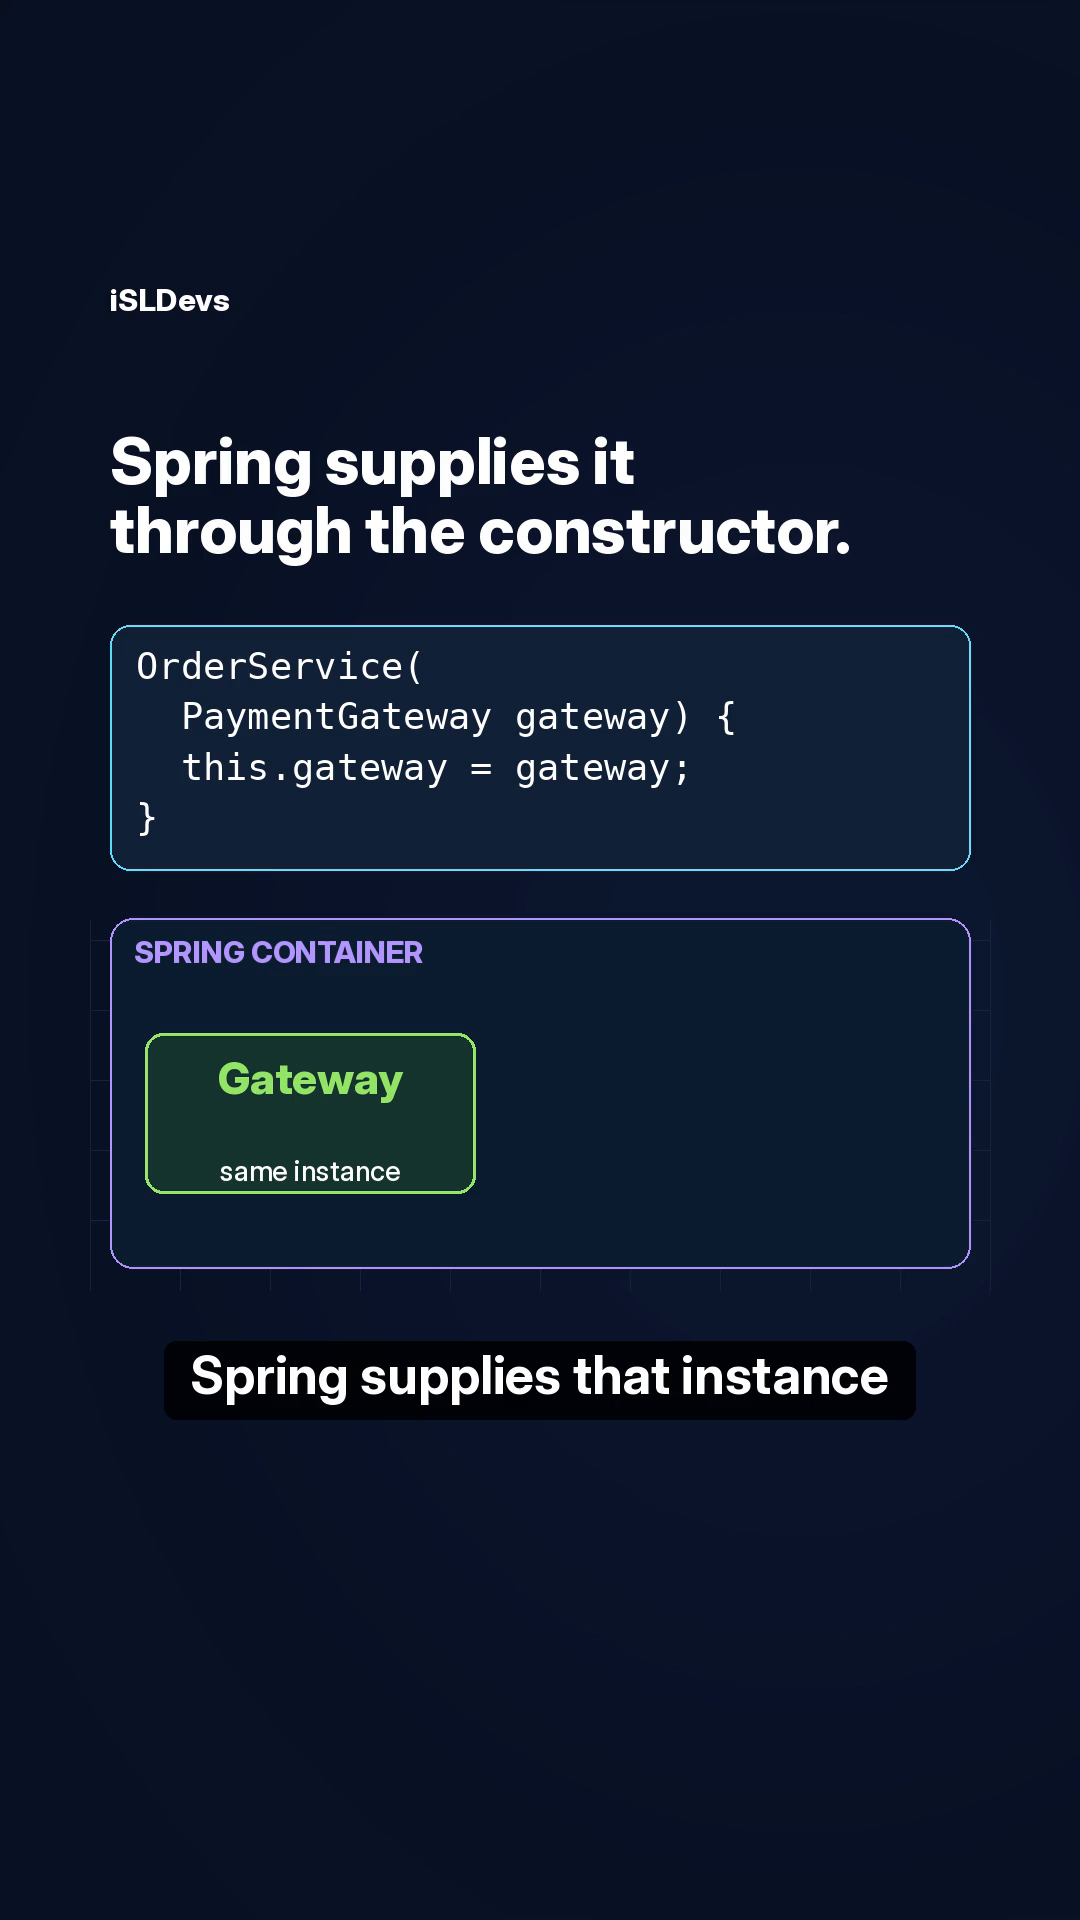 iSLDevs
Spring supplies it
through the constructor.
OrderService(
  PaymentGateway gateway) {
  this.gateway = gateway;
}
SPRING CONTAINER
Gateway
same instance
Spring supplies that instance